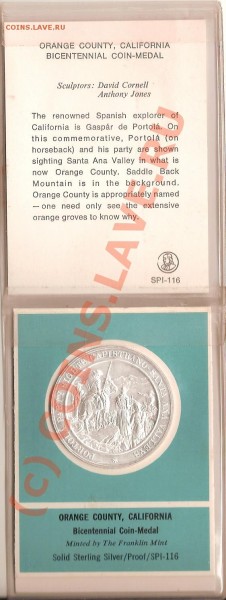 COINS.LAVE.RU
ORANGE COUNTY, CALIFORNIA
BICENTENNIAL COIN-MEDAL
Sculptors: David Cornell
Anthony Jones
The renowned Spanish explorer of
California is Gaspár de Portolá. On
this commemorative, Portolá (on
horseback) and his party are shown
sighting Santa Ana Valley in what is
now Orange County. Saddle Back
Mountain is in the background.
Orange County is appropriately named
—one need only see the extensive
orange groves to know why.
SPI-116
(c) COINS.LAVE.RU
ORANGE COUNTY, CALIFORNIA
Bicentennial Coin-Medal
Minted by The Franklin Mint
Solid Sterling Silver/Proof/SPI-116